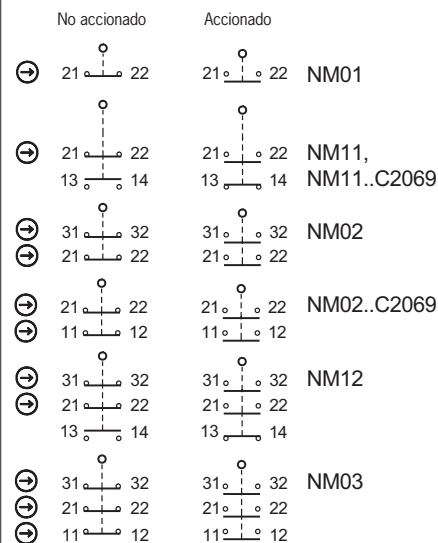 No accionado Accionado
21 22 21 22 NM01
21 22 21 22 NM11,
13 14 13 14 NM11..C2069
31 32 31 32 NM02
21 22 21 22
21 22 21 22 NM02..C2069
11 12 11 12
31 32 31 32 NM12
21 22 21 22
13 14 13 14
31 32 31 32 NM03
21 22 21 22
11 12 11 12